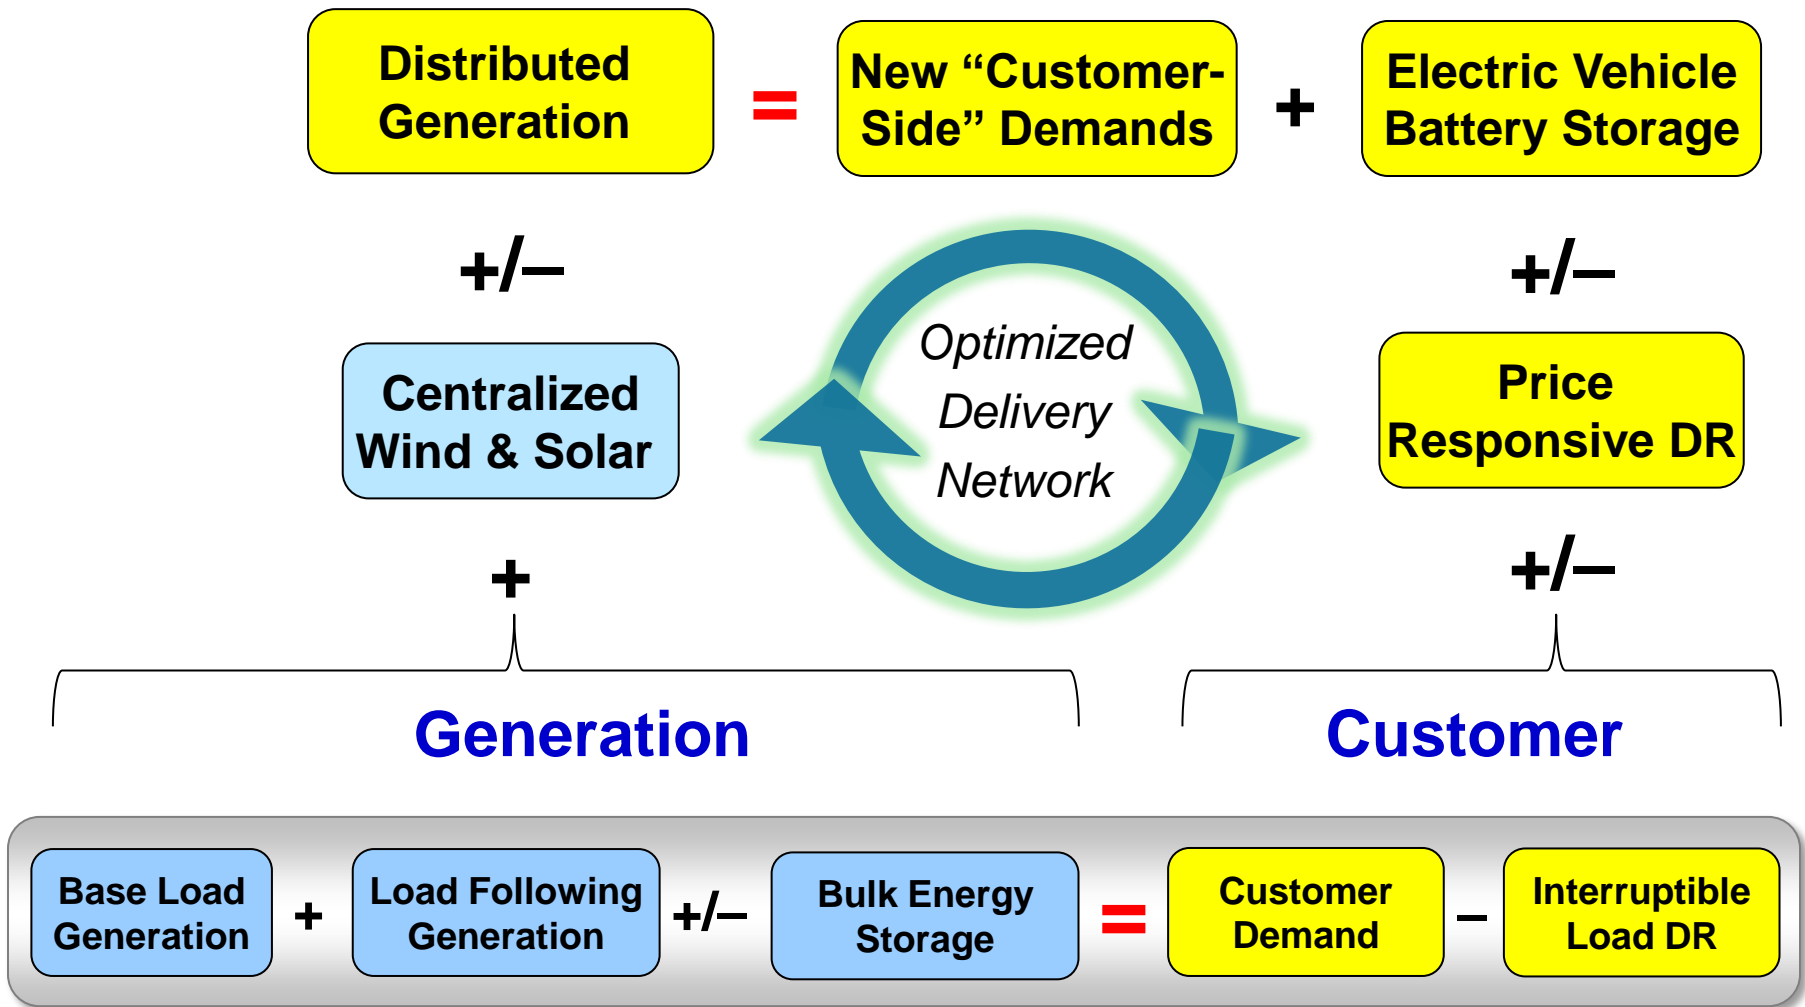 Distributed
Generation
=
New “Customer-
Side” Demands
+
Electric Vehicle
Battery Storage
+/–
+/–
Optimized
Delivery
Network
Centralized
Wind & Solar
Price
Responsive DR
+
+/–
Generation
Customer
Base Load
Generation
+
Load Following
Generation
+/–
Bulk Energy
Storage
=
Customer
Demand
–
Interruptible
Load DR